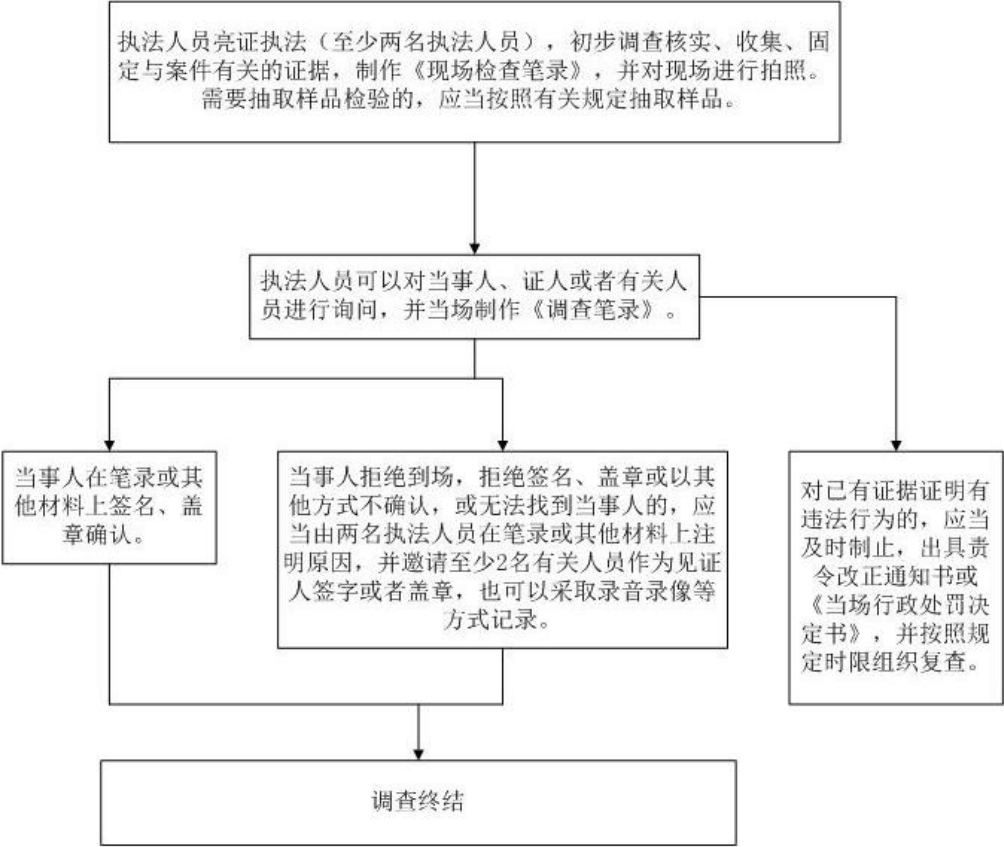 执法人员亮证执法（至少两名执法人员），初步调查核实、收集、固
定与案件有关的证据，制作《现场检查笔录》，并对现场进行拍照。
需要抽取样品检验的，应当按照有关规定抽取样品。
执法人员可以对当事人、证人或者有关人
员进行询问，并当场制作《调查笔录》。
当事人在笔录或其
他材料上签名、盖
章确认。
当事人拒绝到场，拒绝签名、盖章或以其
他方式不确认，或无法找到当事人的，应
当由两名执法人员在笔录或其他材料上注
明原因，并邀请至少2名有关人员作为见证
人签字或者盖章，也可以采取录音录像等
方式记录。
对已有证据证明有
违法行为的，应当
及时制止，出具责
令改正通知书或
《当场行政处罚决
定书》，并按照规
定时限组织复查。
调查终结